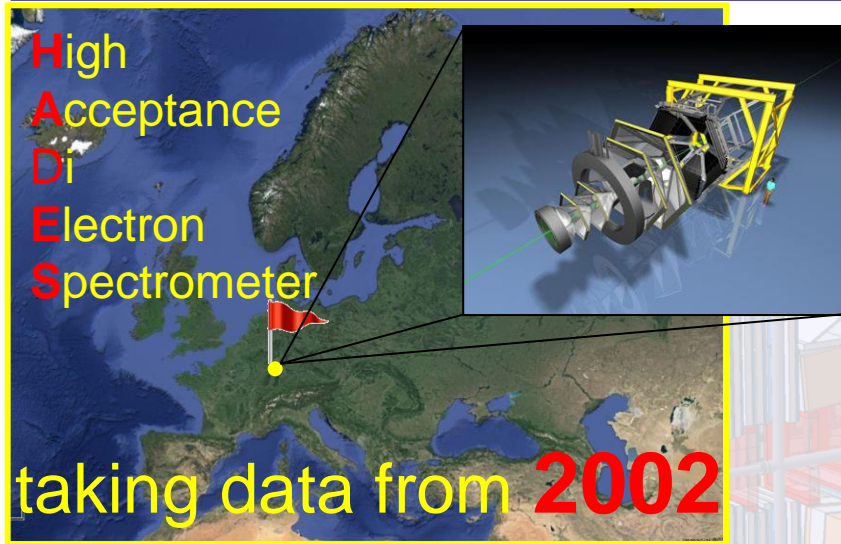 High
Acceptance
Di
Electron
Spectrometer
taking data from 2002